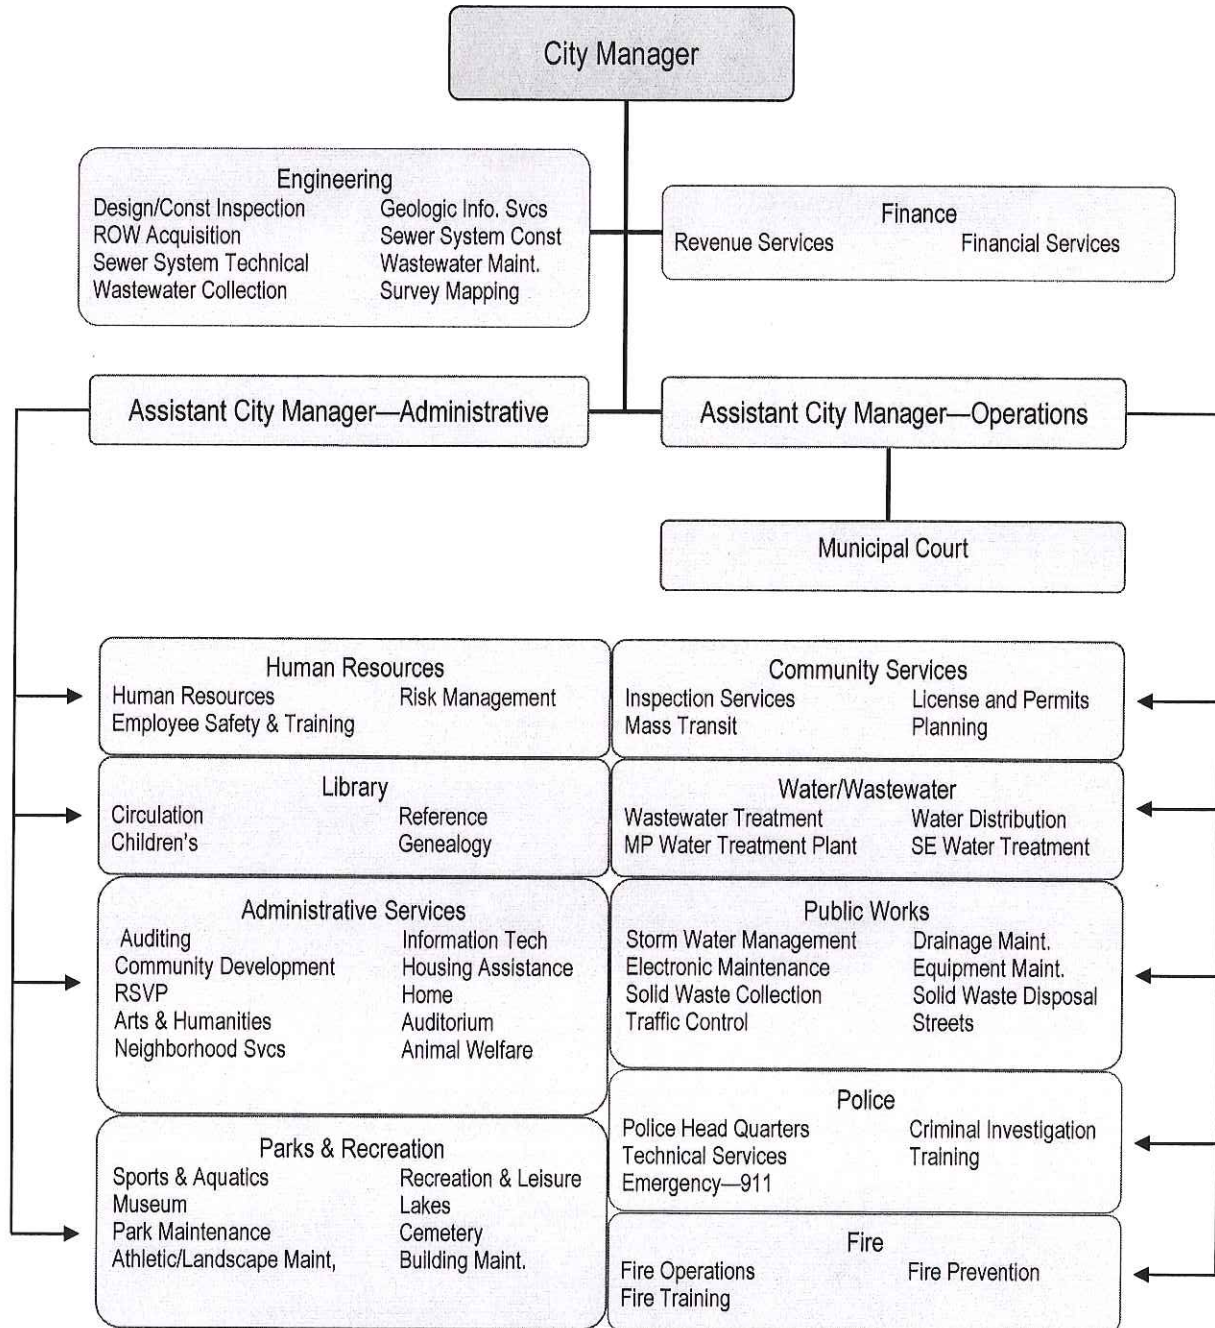 City Manager
Engineering
Design/Const Inspection
ROW Acquisition
Sewer System Technical
Wastewater Collection
Geologic Info. Svcs
Sewer System Const
Wastewater Maint.
Survey Mapping
Finance
Revenue Services
Financial Services
Assistant City Manager—Administrative
Assistant City Manager—Operations
Municipal Court
Human Resources
Human Resources
Employee Safety & Training
Risk Management
Community Services
Inspection Services
Mass Transit
License and Permits
Planning
Library
Circulation
Children's
Reference
Genealogy
Water/Wastewater
Wastewater Treatment
MP Water Treatment Plant
Water Distribution
SE Water Treatment
Administrative Services
Auditing
Community Development
RSVP
Arts & Humanities
Neighborhood Svcs
Information Tech
Housing Assistance
Home
Auditorium
Animal Welfare
Public Works
Storm Water Management
Electronic Maintenance
Solid Waste Collection
Traffic Control
Drainage Maint.
Equipment Maint.
Solid Waste Disposal
Streets
Police
Police Head Quarters
Technical Services
Emergency—911
Criminal Investigation
Training
Parks & Recreation
Sports & Aquatics
Museum
Park Maintenance
Athletic/Landscape Maint,
Recreation & Leisure
Lakes
Cemetery
Building Maint.
Fire
Fire Operations
Fire Training
Fire Prevention